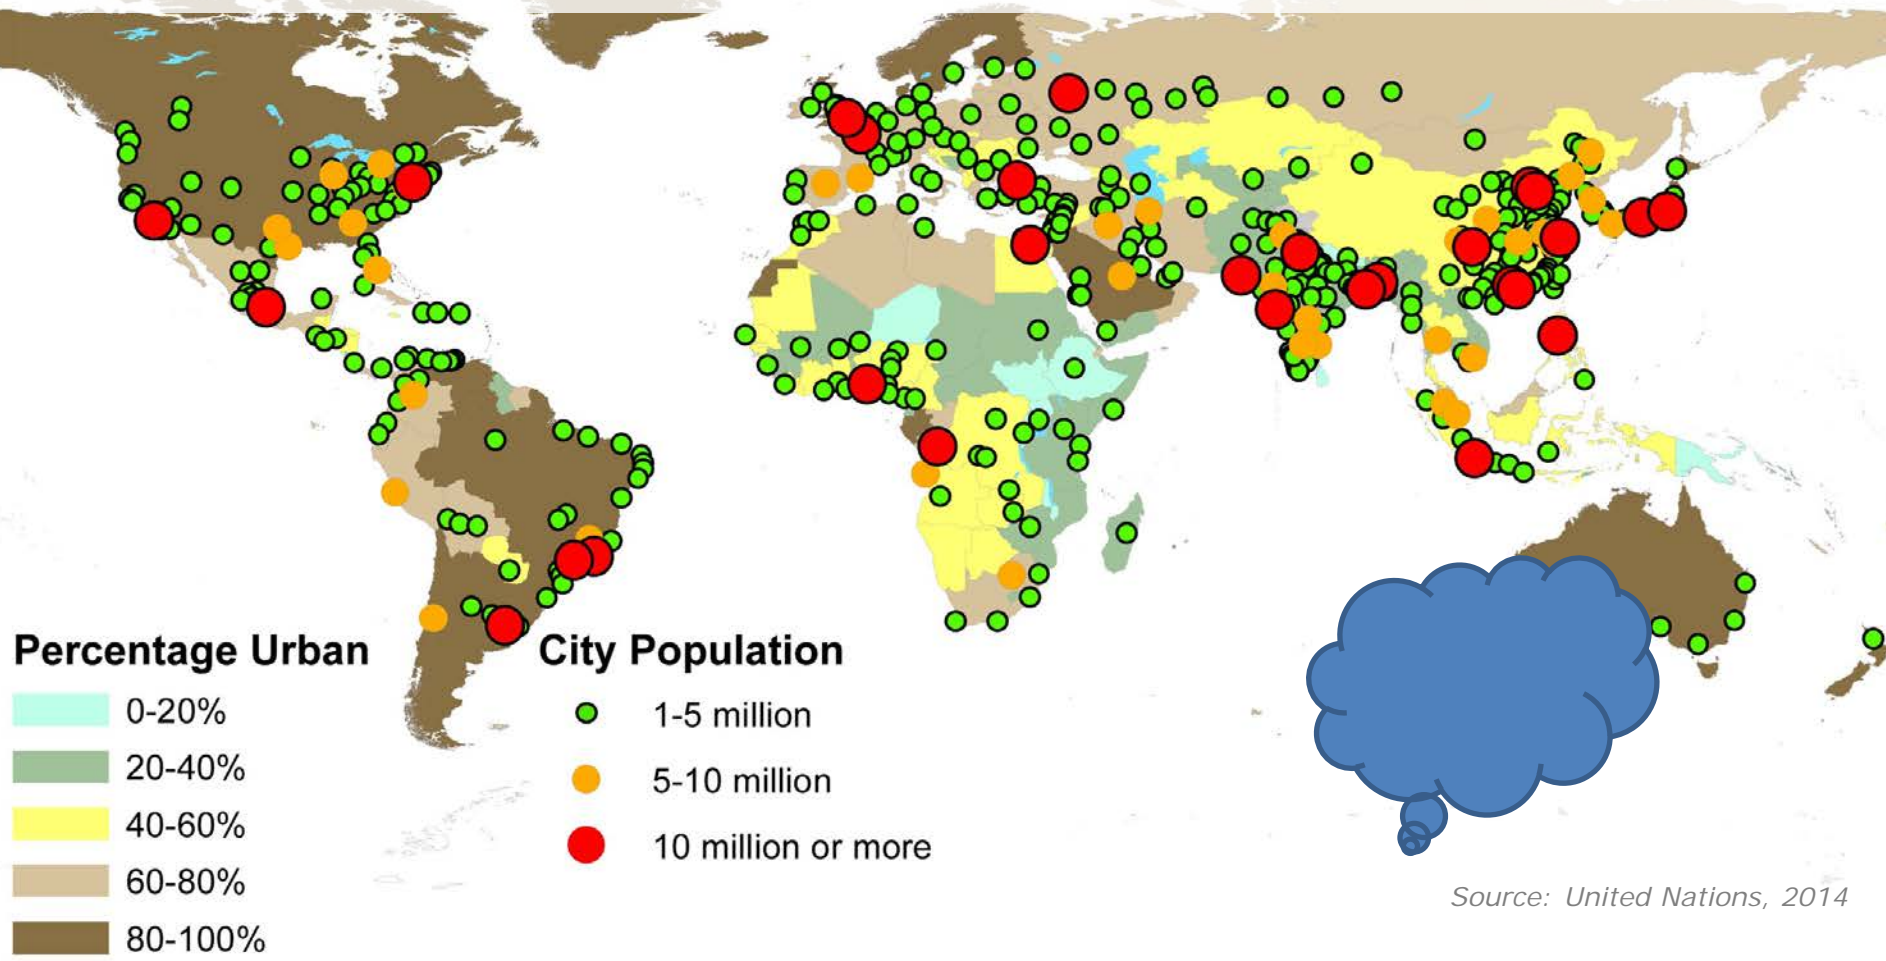 Percentage Urban
0-20%
20-40%
40-60%
60-80%
80-100%
City Population
1-5 million
5-10 million
10 million or more
Source: United Nations, 2014